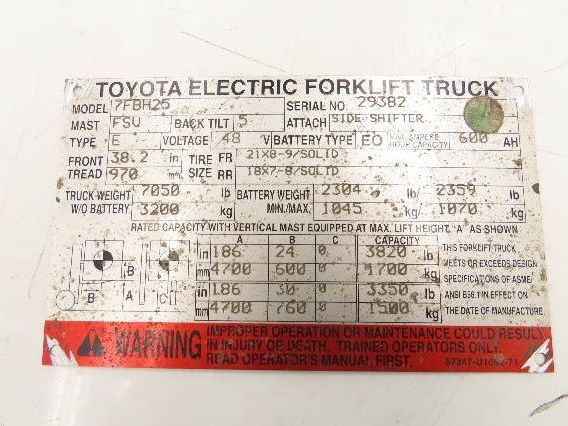 TOYOTA ELECTRIC FORKLIFT TRUCK
MODEL 7FBH25 SERIAL NO. 29382
MAST FSV BACK TILT 5 ATTACH SIDE SHIFTER
TYPE E VOLTAGE 48 V BATTERY TYPE EO MAX. AMPERE HOUR CAPACITY 600 AH
FRONT TREAD 38.2 in TIRE SIZE FR 21X8-9/SOLID
970 mm RR 18X7-8/SOLID
TRUCK WEIGHT 7050 lb BATTERY WEIGHT 2304 2359 lb
W/O BATTERY 3200 kg MIN./MAX. 1045 1070 kg
RATED CAPACITY WITH VERTICAL MAST EQUIPPED AT MAX. LIFT HEIGHT "A" AS SHOWN
A B C CAPACITY
in 186 24 0 3820 lb THIS FORKLIFT TRUCK
mm 4700 600 0 1700 kg MEETS OR EXCEEDS DESIGN
SPECIFICATIONS OF ASME/
in 186 30 0 3350 lb ANSI B56.1 IN EFFECT ON
mm 4700 760 0 1500 kg THE DATE OF MANUFACTURE
B A B C
WARNING
IMPROPER OPERATION OR MAINTENANCE COULD RESULT
IN INJURY OR DEATH. TRAINED OPERATORS ONLY.
READ OPERATOR'S MANUAL FIRST.